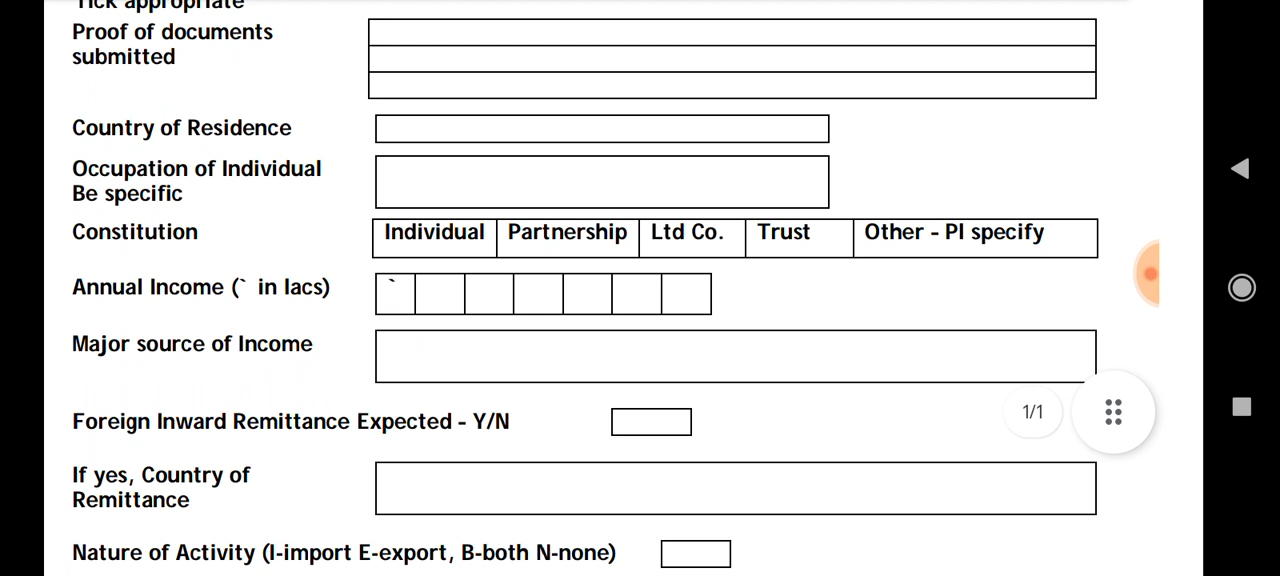 Tick appropriate
Proof of documents
submitted
Country of Residence
Occupation of Individual
Be specific
Constitution
Individual Partnership Ltd Co. Trust Other - Pl specify
Annual Income (` in lacs) `
Major source of Income
Foreign Inward Remittance Expected - Y/N
1/1
If yes, Country of
Remittance
Nature of Activity (I-import E-export, B-both N-none)